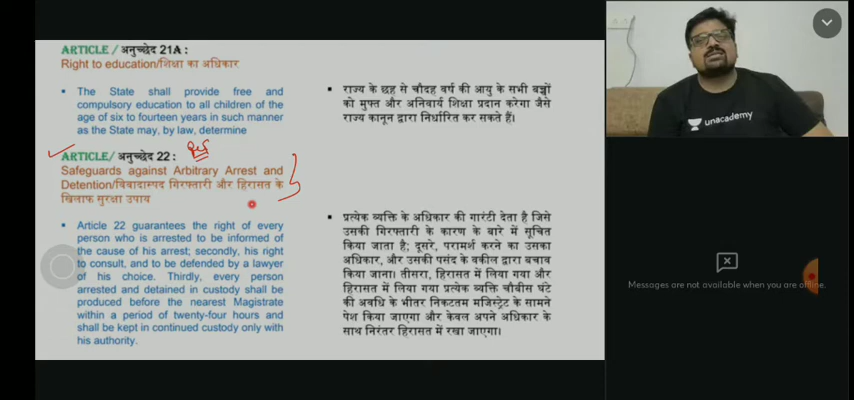 ARTICLE / अनुच्छेद 21A :
Right to education/शिक्षा का अधिकार
▪ The State shall provide free and
compulsory education to all children of the
age of six to fourteen years in such manner
as the State may, by law, determine
▪ राज्य के छह से चौदह वर्ष की आयु के सभी बच्चों
को मुफ्त और अनिवार्य शिक्षा प्रदान करेगा जैसे
राज्य कानून द्वारा निर्धारित कर सकते हैं।
ARTICLE/ अनुच्छेद 22 :
Safeguards against Arbitrary Arrest and
Detention/विवादास्पद गिरफ्तारी और हिरासत के
खिलाफ सुरक्षा उपाय
▪ Article 22 guarantees the right of every
person who is arrested to be informed of
the cause of his arrest; secondly, his right
to consult, and to be defended by a lawyer
of his choice. Thirdly, every person
arrested and detained in custody shall be
produced before the nearest Magistrate
within a period of twenty-four hours and
shall be kept in continued custody only with
his authority.
▪ प्रत्येक व्यक्ति के अधिकार की गारंटी देता है जिसे
उसकी गिरफ्तारी के कारण के बारे में सूचित
किया जाता है; दूसरे, परामर्श करने का उसका
अधिकार, और उसकी पसंद के वकील द्वारा बचाव
किया जाना। तीसरा, हिरासत में लिया गया और
हिरासत में लिया गया प्रत्येक व्यक्ति चौबीस घंटे
की अवधि के भीतर निकटतम मजिस्ट्रेट के सामने
पेश किया जाएगा और केवल अपने अधिकार के
साथ निरंतर हिरासत में रखा जाएगा।
unacademy
Messages are not available when you are offline.